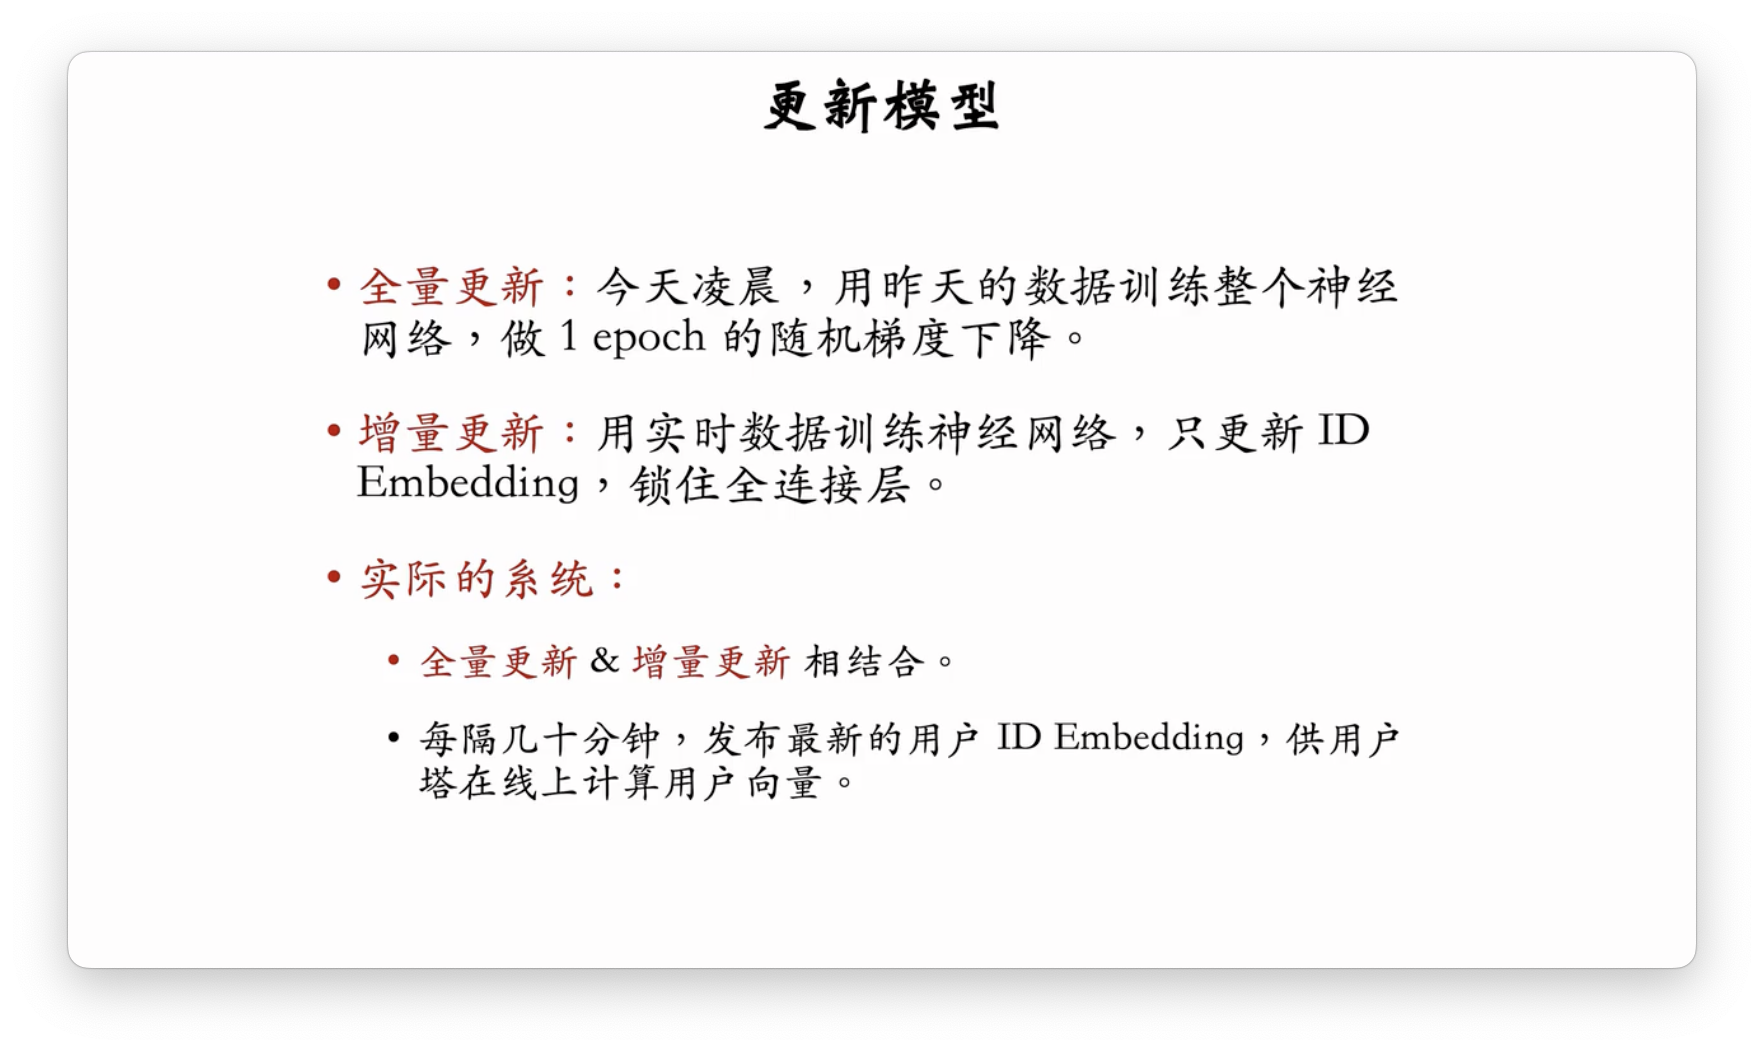 更新模型
• 全量更新：今天凌晨，用昨天的数据训练整个神经
网络，做 1 epoch 的随机梯度下降。
• 增量更新：用实时数据训练神经网络，只更新 ID
Embedding，锁住全连接层。
• 实际的系统：
• 全量更新 & 增量更新 相结合。
• 每隔几十分钟，发布最新的用户 ID Embedding，供用户
塔在线上计算用户向量。